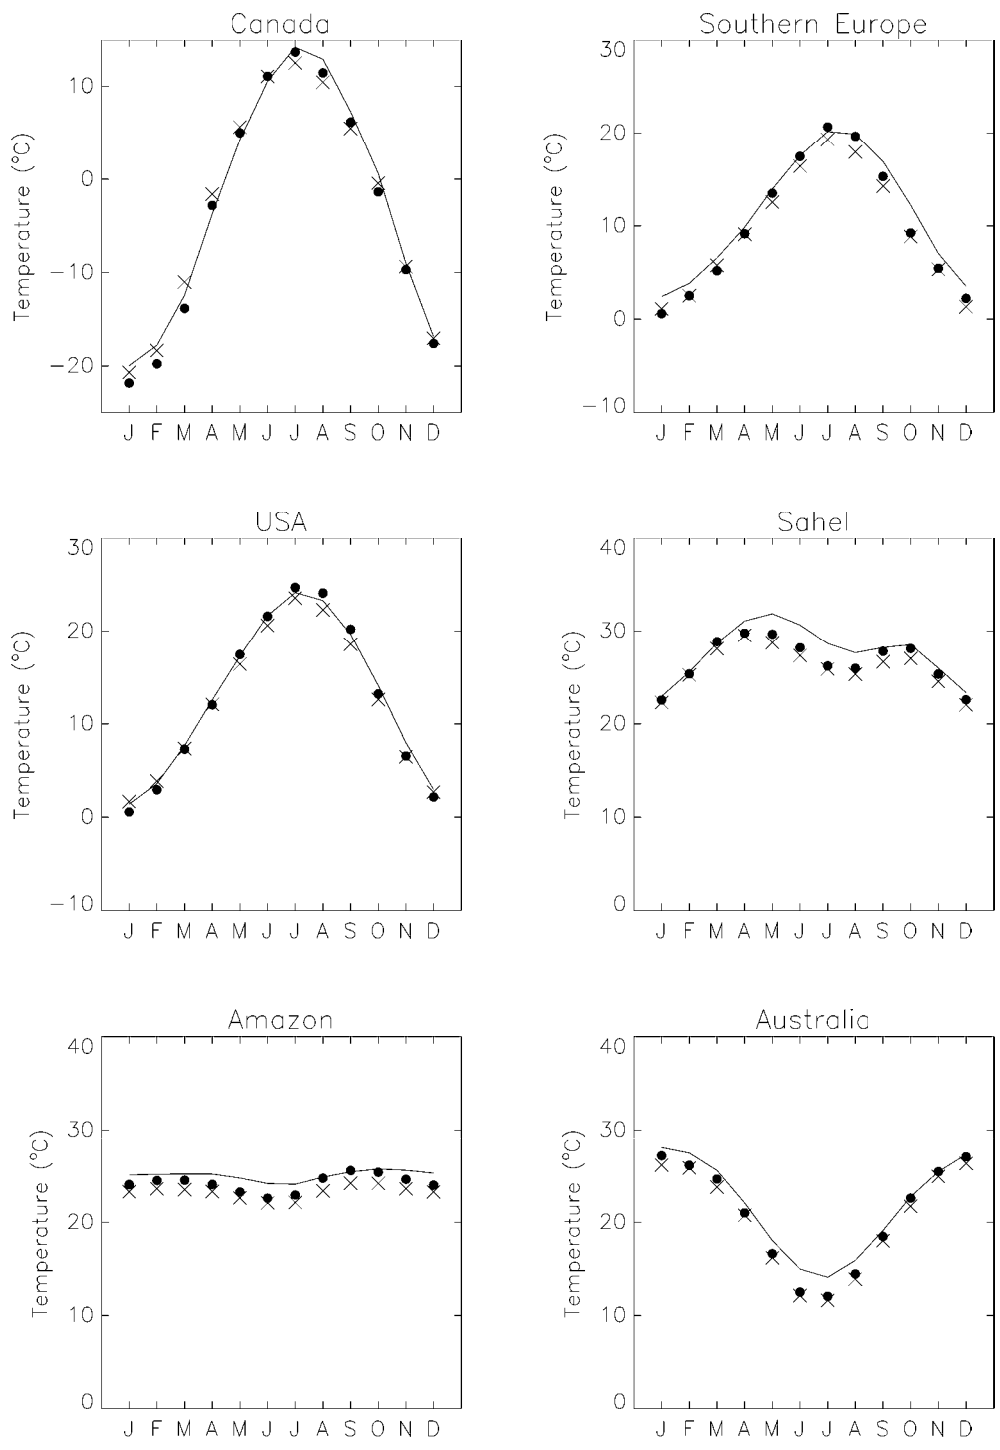 Canada
Temperature (°C)
10
0
−10
−20
J F M A M J J A S O N D
Southern Europe
Temperature (°C)
30
20
10
0
−10
J F M A M J J A S O N D
USA
Temperature (°C)
30
20
10
0
−10
J F M A M J J A S O N D
Sahel
Temperature (°C)
40
30
20
10
0
J F M A M J J A S O N D
Amazon
Temperature (°C)
40
30
20
10
0
J F M A M J J A S O N D
Australia
Temperature (°C)
40
30
20
10
0
J F M A M J J A S O N D